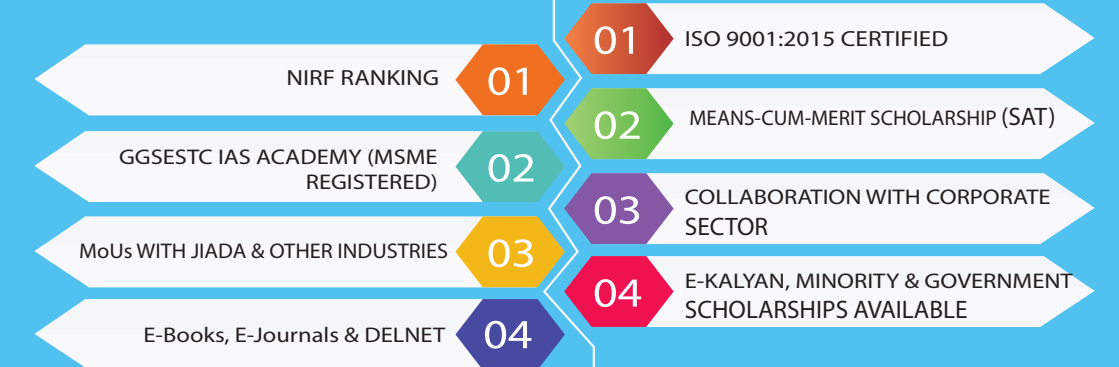 NIRF RANKING
01
GGSESTC IAS ACADEMY (MSME
REGISTERED)
02
MoUs WITH JIADA & OTHER INDUSTRIES
03
E-Books, E-Journals & DELNET
04
01
ISO 9001:2015 CERTIFIED
02
MEANS-CUM-MERIT SCHOLARSHIP (SAT)
03
COLLABORATION WITH CORPORATE
SECTOR
04
E-KALYAN, MINORITY & GOVERNMENT
SCHOLARSHIPS AVAILABLE